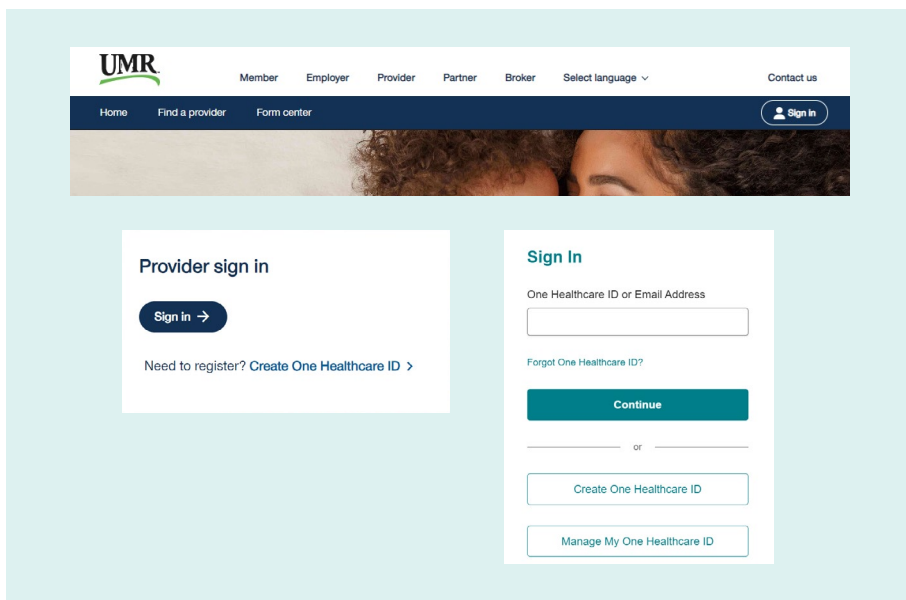 UMR
Member Employer Provider Partner Broker Select language Contact us
Home Find a provider Form center Sign in
Provider sign in
Sign in →
Need to register? Create One Healthcare ID >
Sign In
One Healthcare ID or Email Address
Forgot One Healthcare ID?
Continue
or
Create One Healthcare ID
Manage My One Healthcare ID